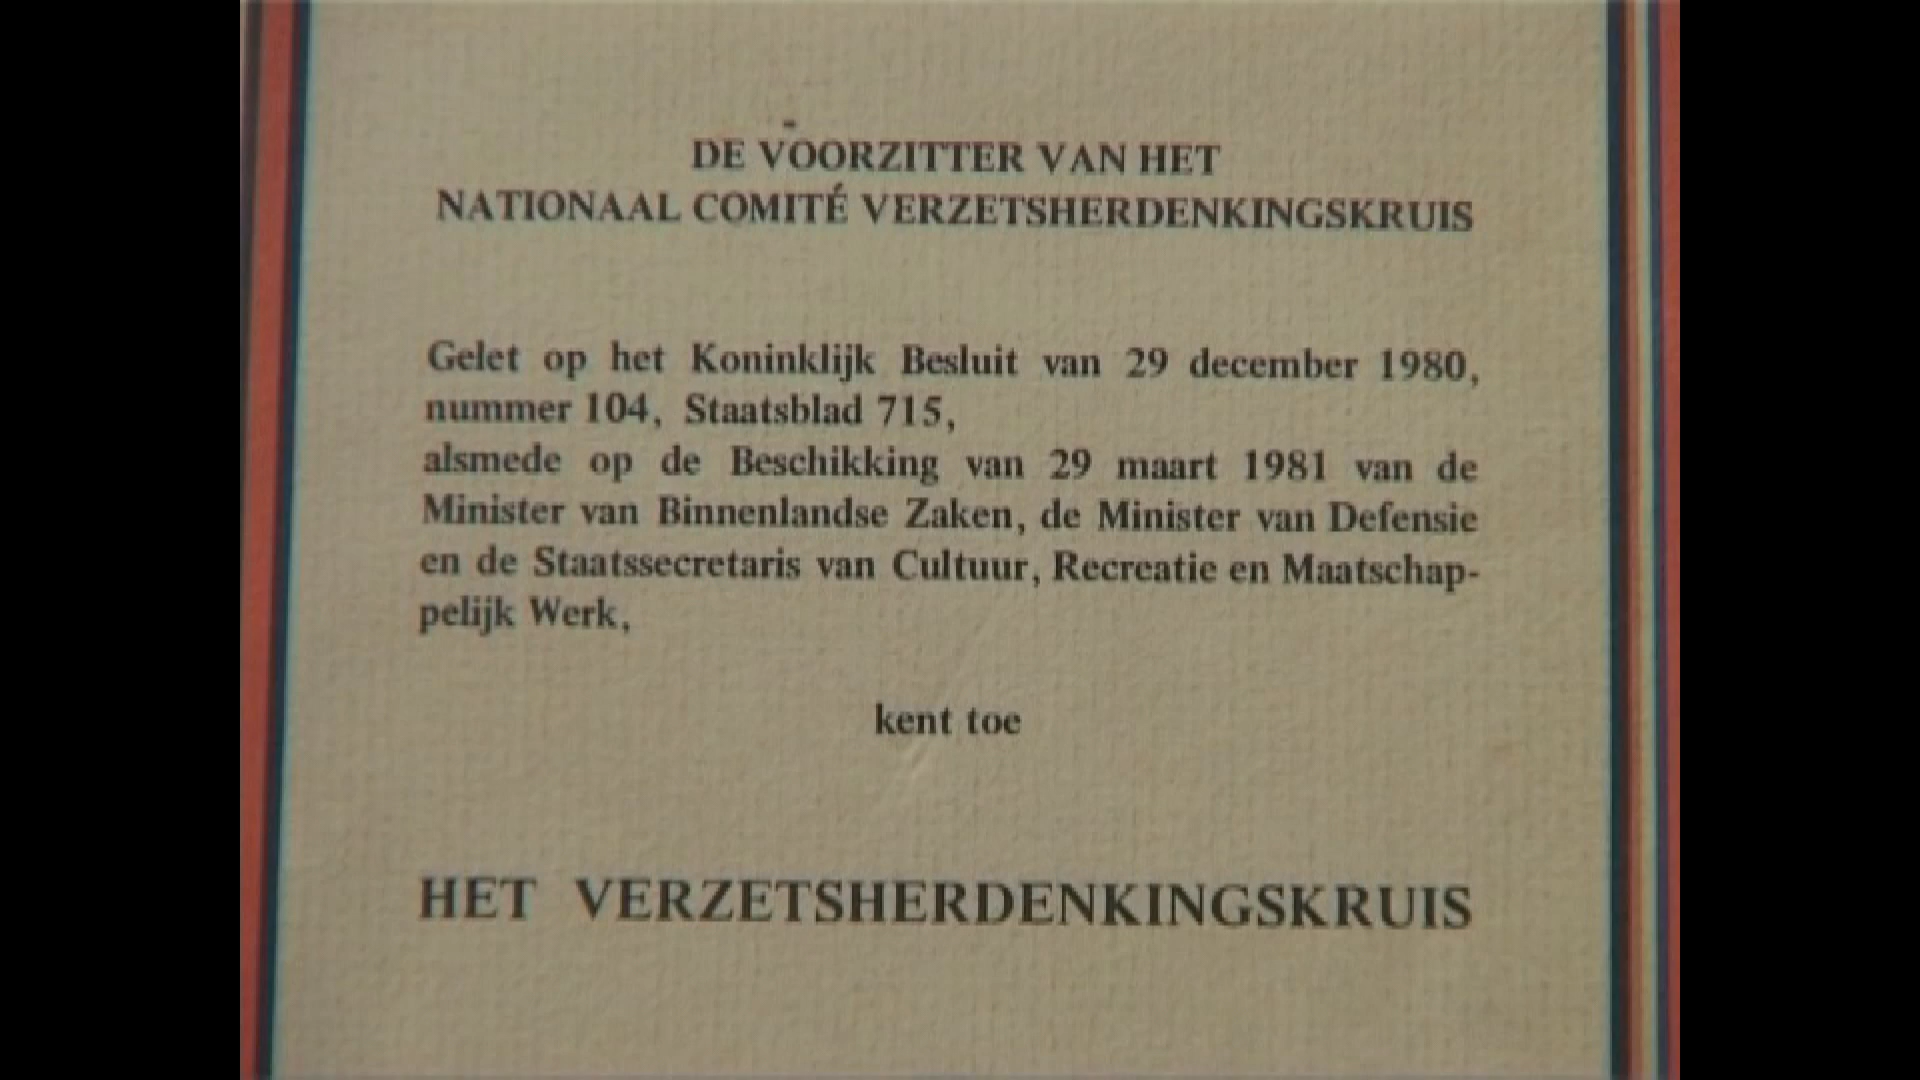 DE VOORZITTER VAN HET
NATIONAAL COMITÉ VERZETSHERDENKINGSKRUIS
Gelet op het Koninklijk Besluit van 29 december 1980,
nummer 104, Staatsblad 715,
alsmede op de Beschikking van 29 maart 1981 van de
Minister van Binnenlandse Zaken, de Minister van Defensie
en de Staatssecretaris van Cultuur, Recreatie en Maatschap-
pelijk Werk,
kent toe
HET VERZETSHERDENKINGSKRUIS